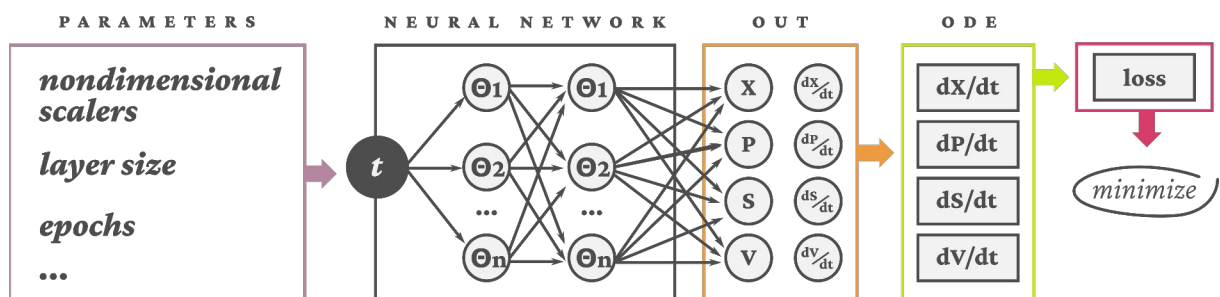 PARAMETERS
nondimensional
scalers
layer size
epochs
...
NEURAL NETWORK
t
Θ1
Θ2
...
Θn
Θ1
Θ2
...
Θn
OUT
X
dX/dt
P
dP/dt
S
dS/dt
V
dV/dt
ODE
dX/dt
dP/dt
dS/dt
dV/dt
loss
minimize